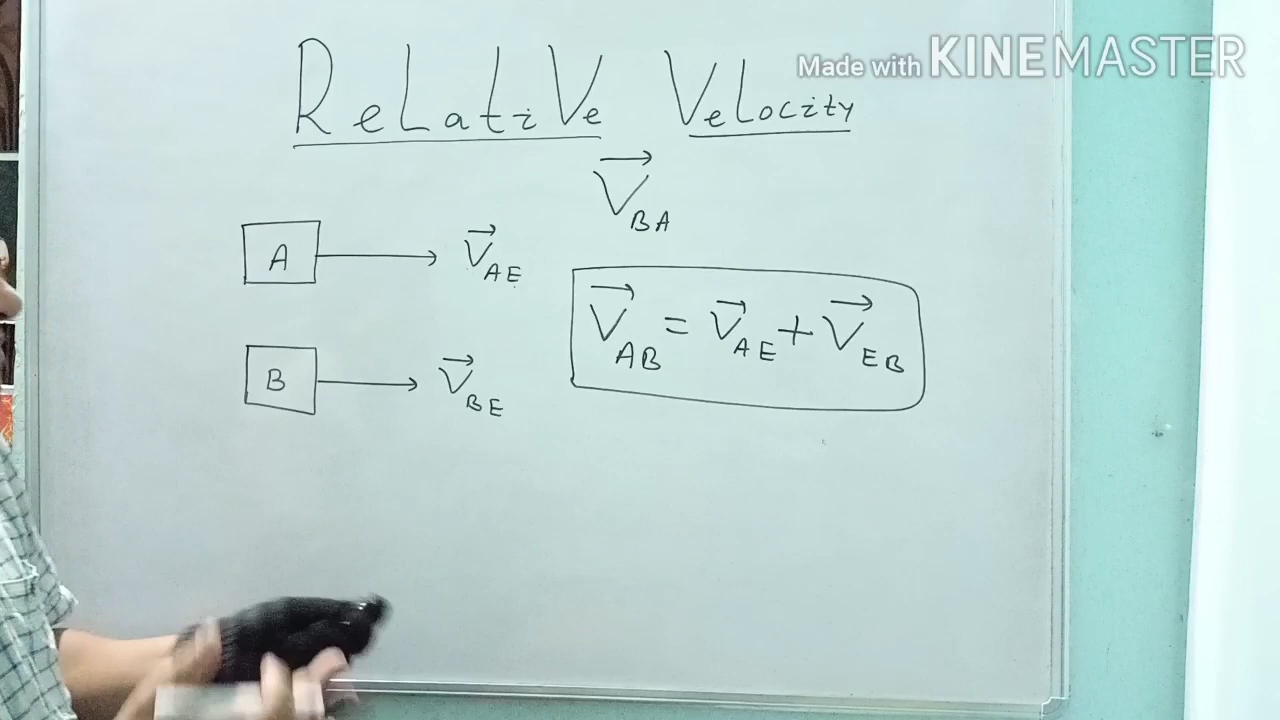 Made with KINEMASTER
ReLatiVe VeLocity
V⃗BA
A V⃗AE
V⃗AB = V⃗AE + V⃗EB
B V⃗BE